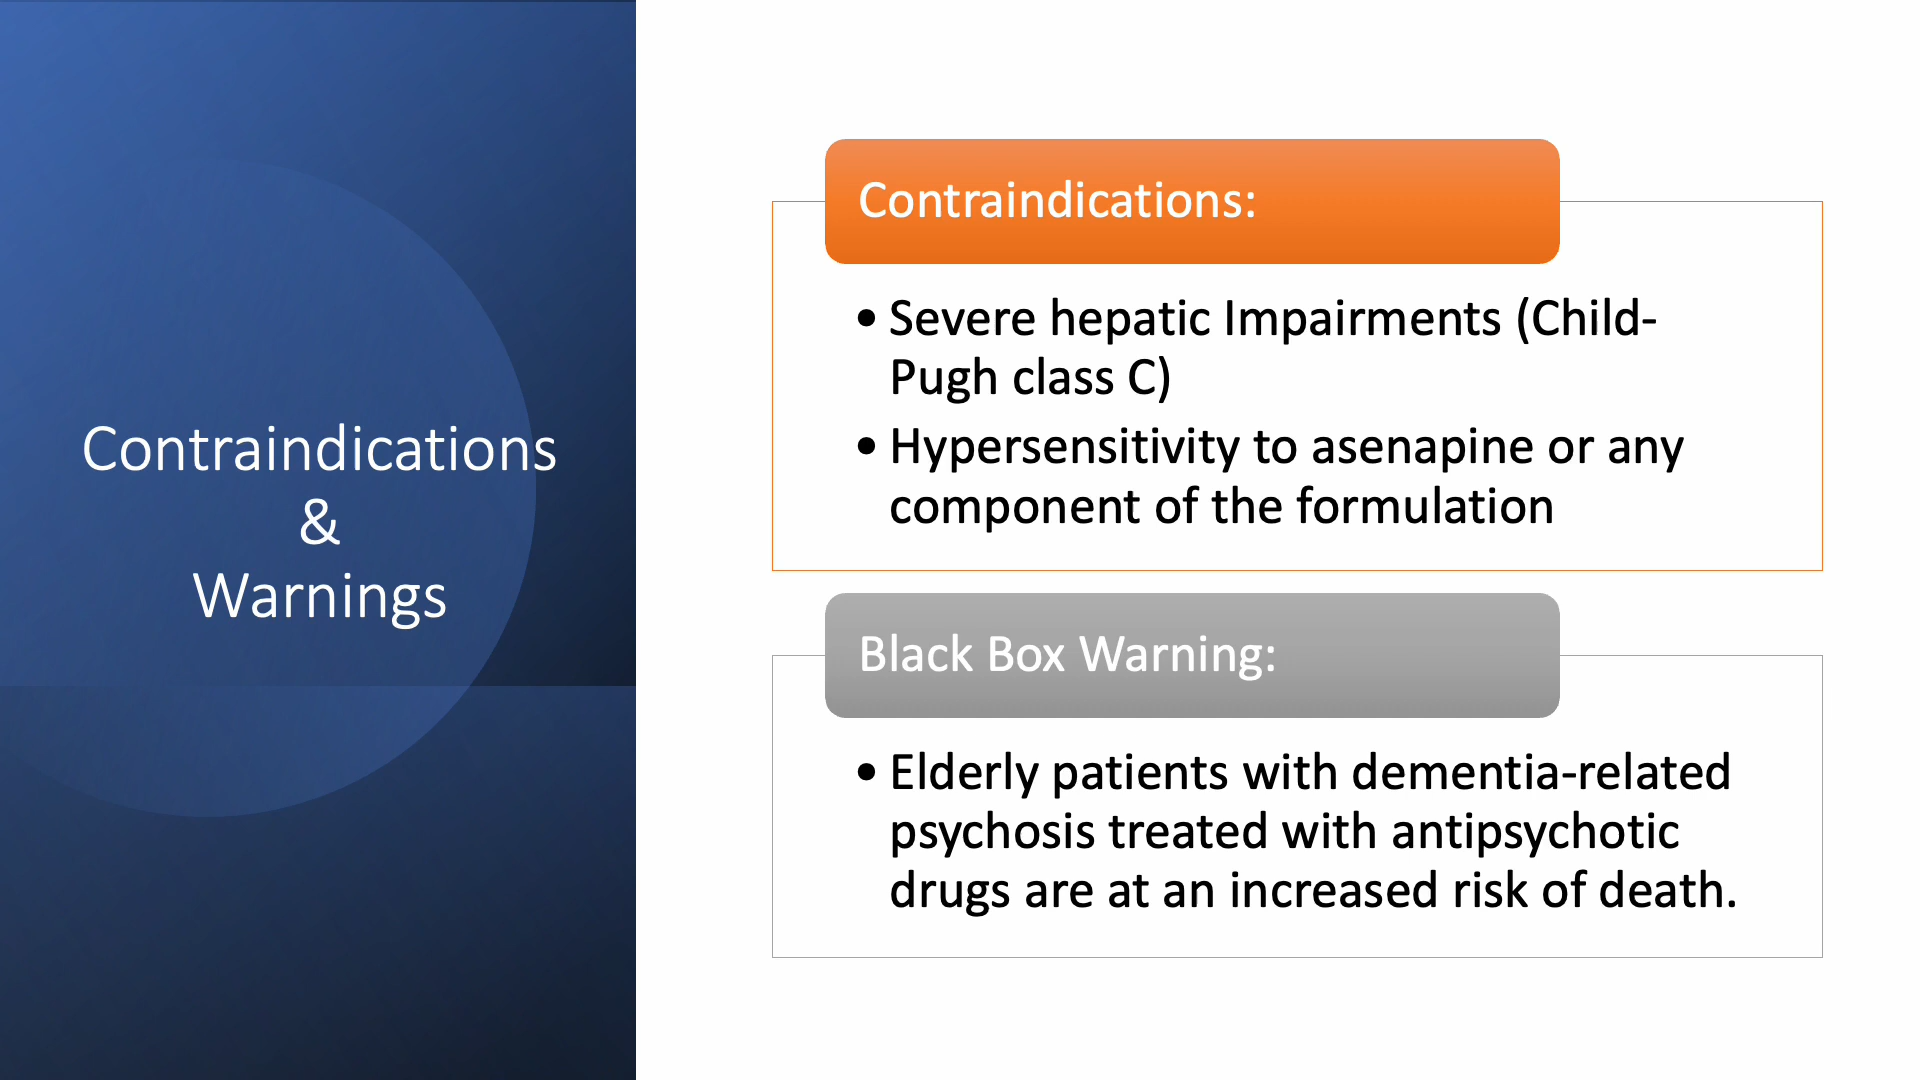 Contraindications
&
Warnings
Contraindications:
• Severe hepatic Impairments (Child-
Pugh class C)
• Hypersensitivity to asenapine or any
component of the formulation
Black Box Warning:
• Elderly patients with dementia-related
psychosis treated with antipsychotic
drugs are at an increased risk of death.